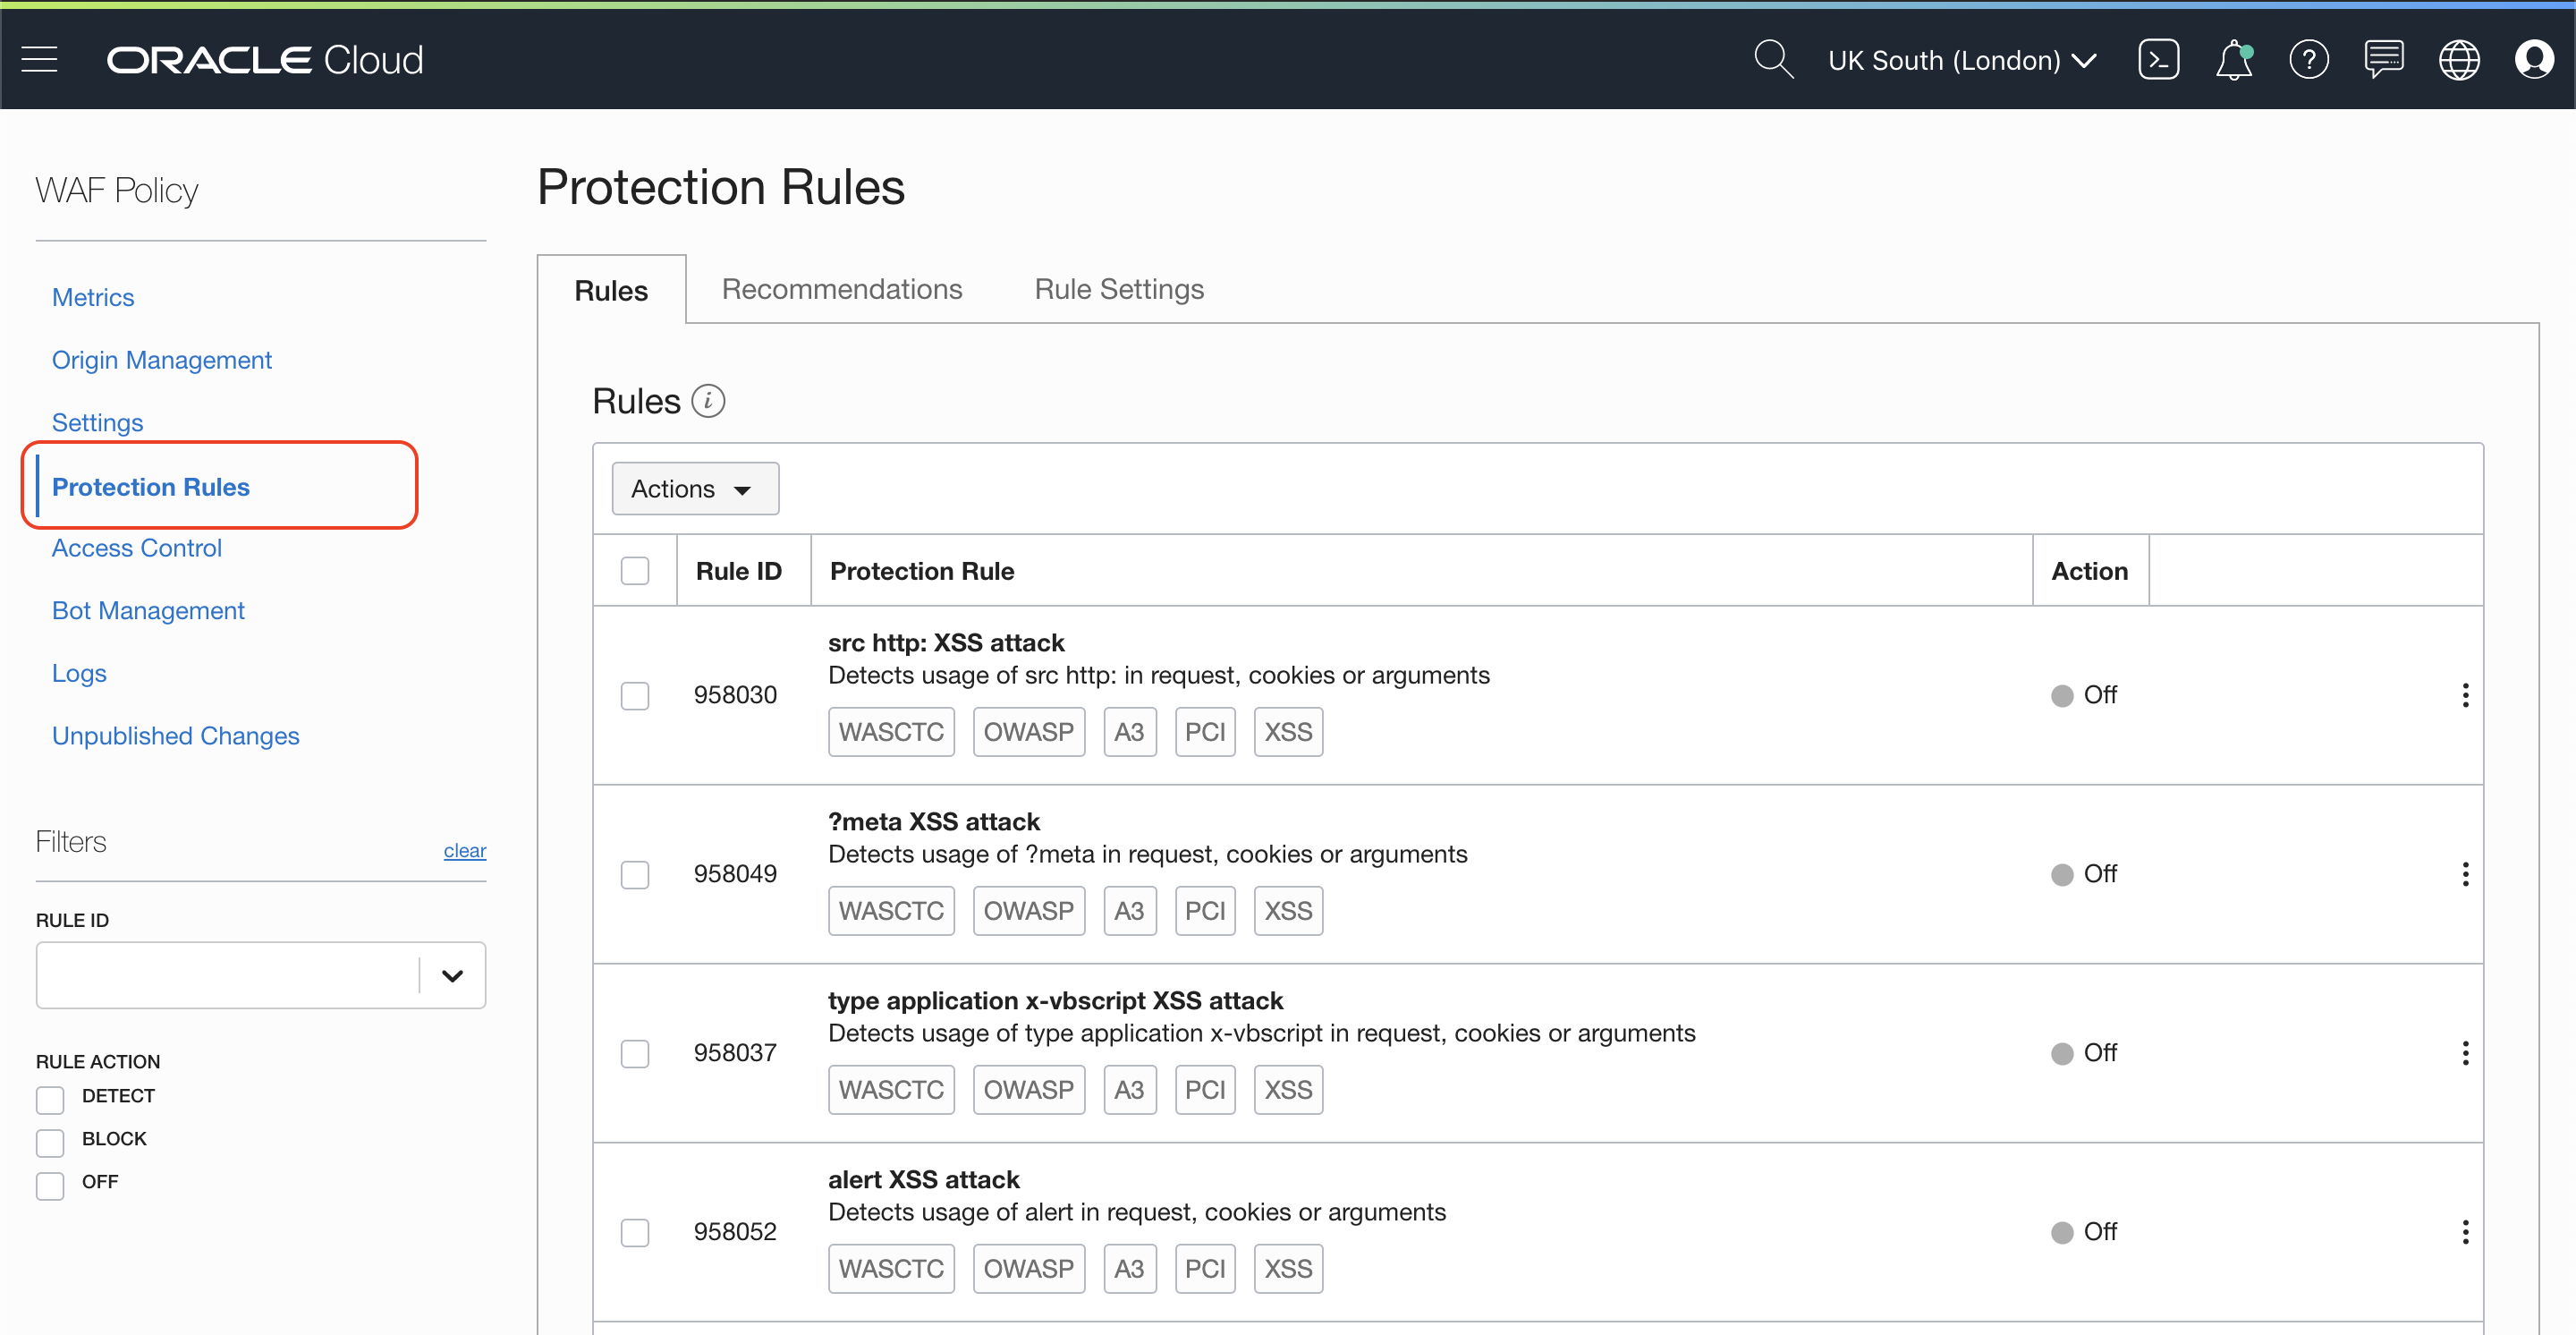 ORACLE Cloud
UK South (London)
WAF Policy
Metrics
Origin Management
Settings
Protection Rules
Access Control
Bot Management
Logs
Unpublished Changes
Filters
clear
RULE ID
RULE ACTION
DETECT
BLOCK
OFF
Protection Rules
Rules Recommendations Rule Settings
Rules
Actions
Rule ID Protection Rule Action
src http: XSS attack
Detects usage of src http: in request, cookies or arguments
958030 Off
WASCTC OWASP A3 PCI XSS
?meta XSS attack
Detects usage of ?meta in request, cookies or arguments
958049 Off
WASCTC OWASP A3 PCI XSS
type application x-vbscript XSS attack
Detects usage of type application x-vbscript in request, cookies or arguments
958037 Off
WASCTC OWASP A3 PCI XSS
alert XSS attack
Detects usage of alert in request, cookies or arguments
958052 Off
WASCTC OWASP A3 PCI XSS